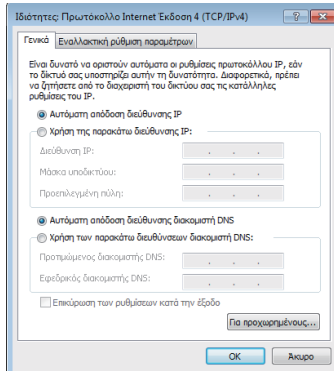 Ιδιότητες: Πρωτόκολλο Internet Έκδοση 4 (TCP/IPv4)
Γενικά
Εναλλακτική ρύθμιση παραμέτρων
Είναι δυνατό να οριστούν αυτόματα οι ρυθμίσεις πρωτοκόλλου IP, εάν
το δίκτυό σας υποστηρίζει αυτήν τη δυνατότητα. Διαφορετικά, πρέπει
να ζητήσετε από το διαχειριστή του δικτύου σας τις κατάλληλες
ρυθμίσεις του IP.
Αυτόματη απόδοση διεύθυνσης IP
Χρήση της παρακάτω διεύθυνσης IP:
Διεύθυνση IP:
Μάσκα υποδικτύου:
Προεπιλεγμένη πύλη:
Αυτόματη απόδοση διεύθυνσης διακομιστή DNS
Χρήση των παρακάτω διευθύνσεων διακομιστή DNS:
Προτιμώμενος διακομιστής DNS:
Εφεδρικός διακομιστής DNS:
Επικύρωση των ρυθμίσεων κατά την έξοδο
Για προχωρημένους...
OK
Άκυρο